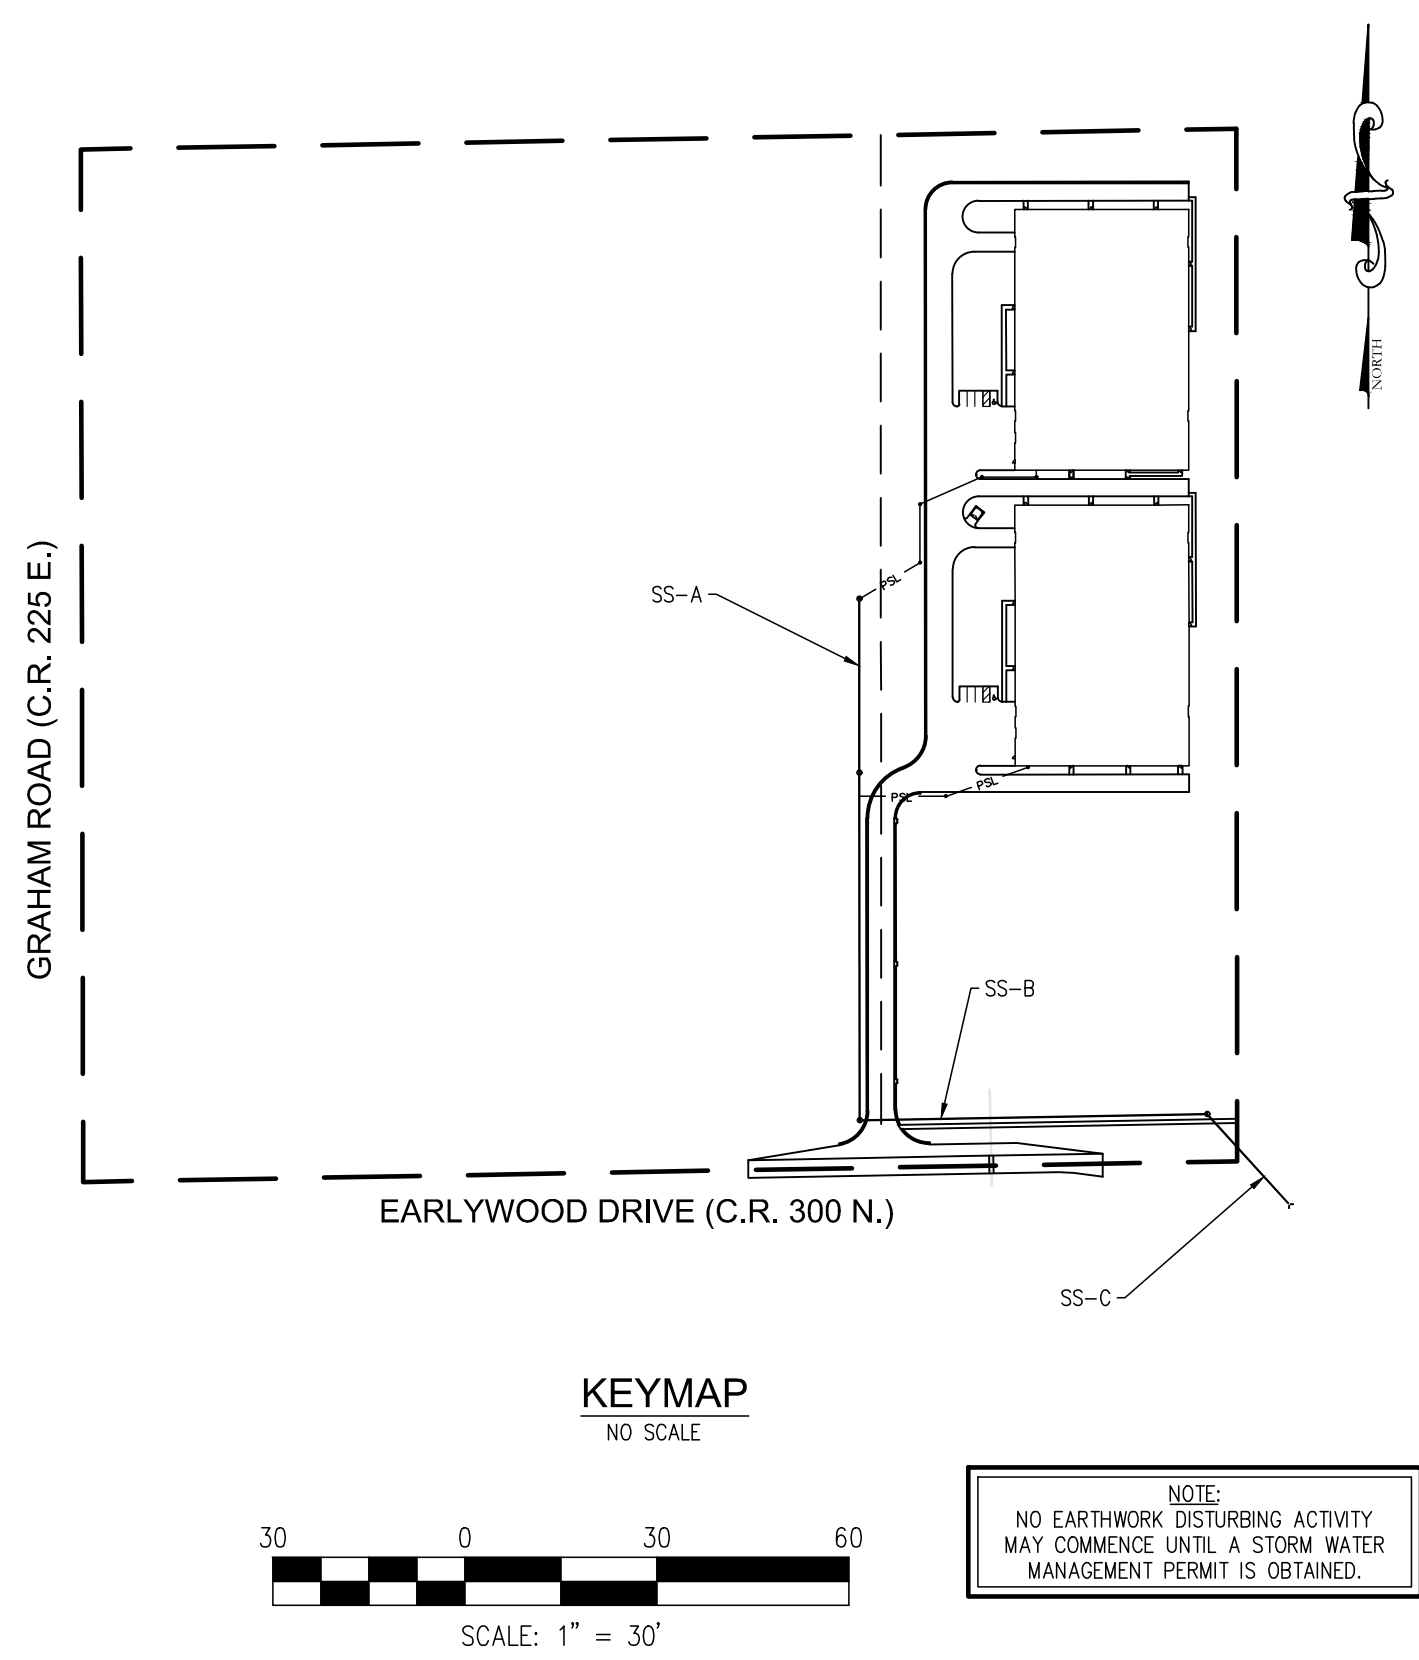 NORTH
GRAHAM ROAD (C.R. 225 E.)
SS-A
PSL
PSL
PSL
SS-B
EARLYWOOD DRIVE (C.R. 300 N.)
SS-C
KEYMAP
NO SCALE
30 0 30 60
SCALE: 1" = 30'
NOTE:
NO EARTHWORK DISTURBING ACTIVITY
MAY COMMENCE UNTIL A STORM WATER
MANAGEMENT PERMIT IS OBTAINED.